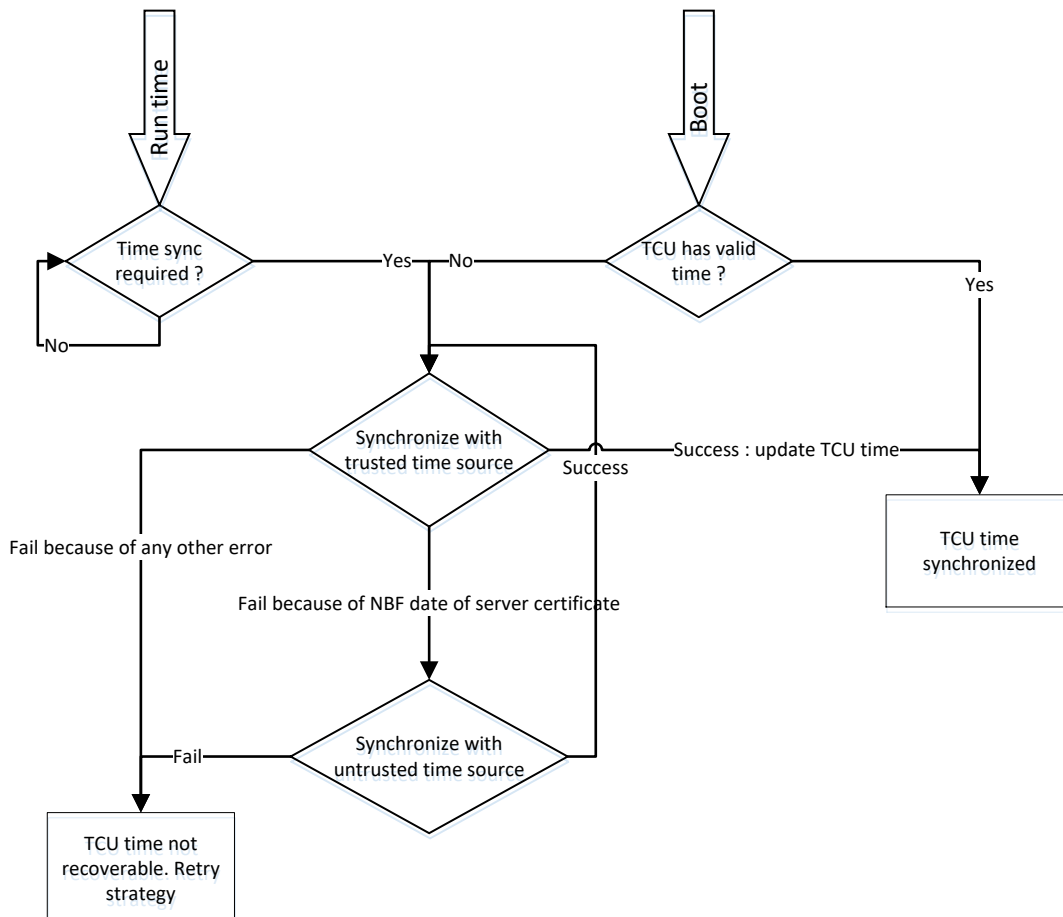 Run time
Boot
Time sync
required ?
TCU has valid
time ?
Yes
No
Yes
No
Synchronize with
trusted time source
Success : update TCU time
Success
TCU time
synchronized
Fail because of any other error
Fail because of NBF date of server certificate
Synchronize with
untrusted time source
Fail
TCU time not
recoverable. Retry
strategy